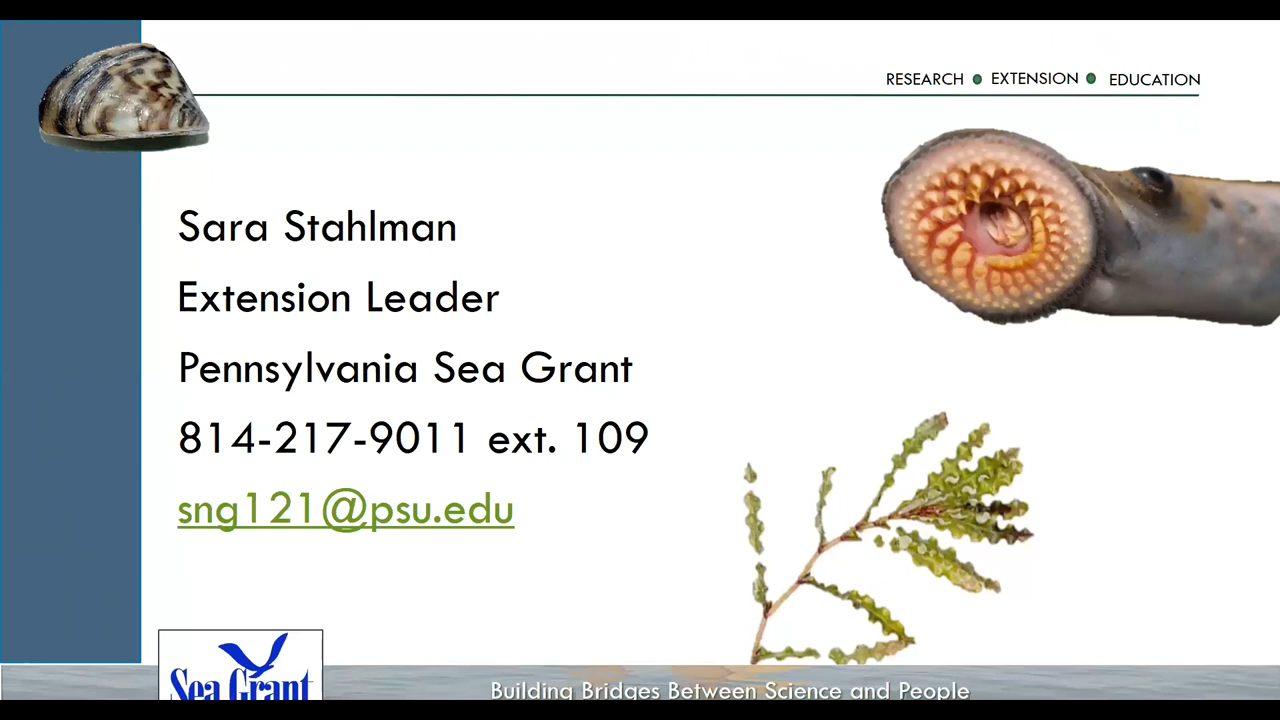 RESEARCH ● EXTENSION ● EDUCATION
Sara Stahlman
Extension Leader
Pennsylvania Sea Grant
814-217-9011 ext. 109
sng121@psu.edu
Sea Grant
Building Bridges Between Science and People